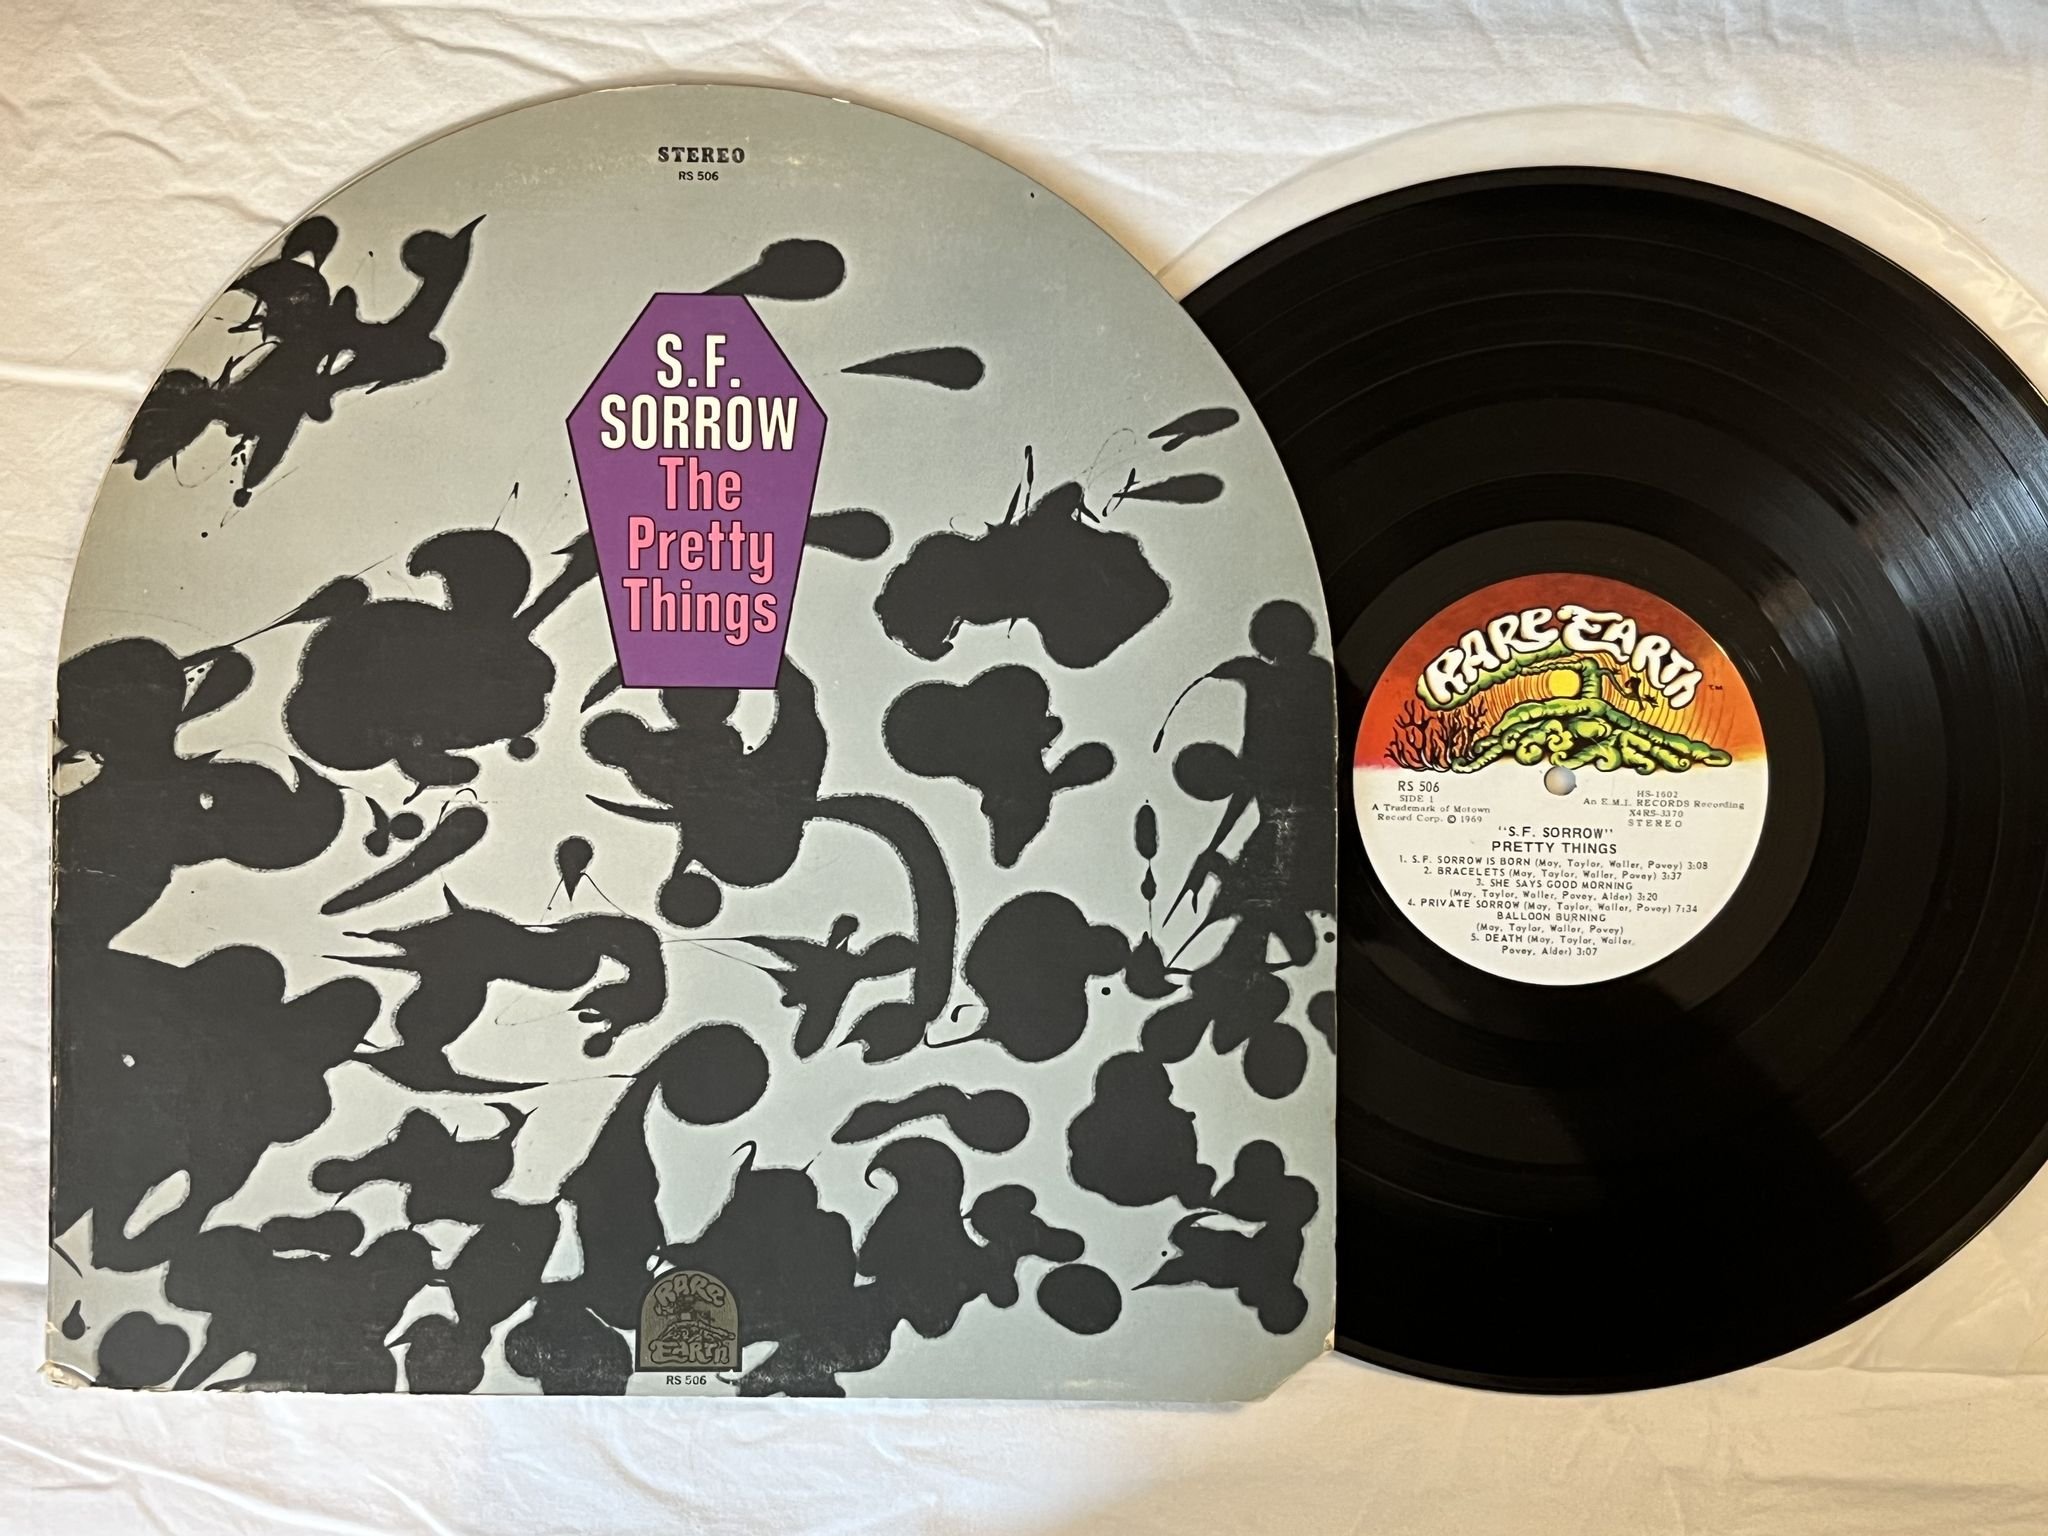 STEREO
RS 506
S.F.
SORROW
The
Pretty
Things
RARE
EARTH
RS 506
RARE EARTH
TM
RS 506
SIDE 1
A Trademark of Motown
Record Corp. © 1969
HS-1602
An E.M.I. RECORDS Recording
X4RS-3370
STEREO
"S.F. SORROW"
PRETTY THINGS
1. S.F. SORROW IS BORN (May, Taylor, Waller, Povey) 3:08
2. BRACELETS (May, Taylor, Waller, Povey) 3:37
3. SHE SAYS GOOD MORNING
(May, Taylor, Waller, Povey, Alder) 3:20
4. PRIVATE SORROW (May, Taylor, Waller, Povey) 7:34
BALLOON BURNING
(May, Taylor, Waller, Povey)
5. DEATH (May, Taylor, Waller,
Povey, Alder) 3:07